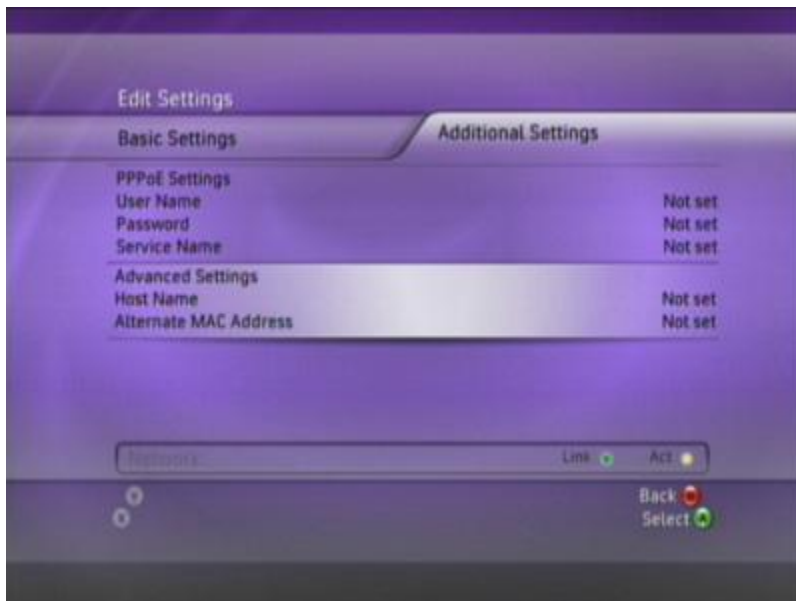 Edit Settings
Basic Settings
Additional Settings
PPPoE Settings
User Name Not set
Password Not set
Service Name Not set
Advanced Settings
Host Name Not set
Alternate MAC Address Not set
Network Link Act
Back B
Select A